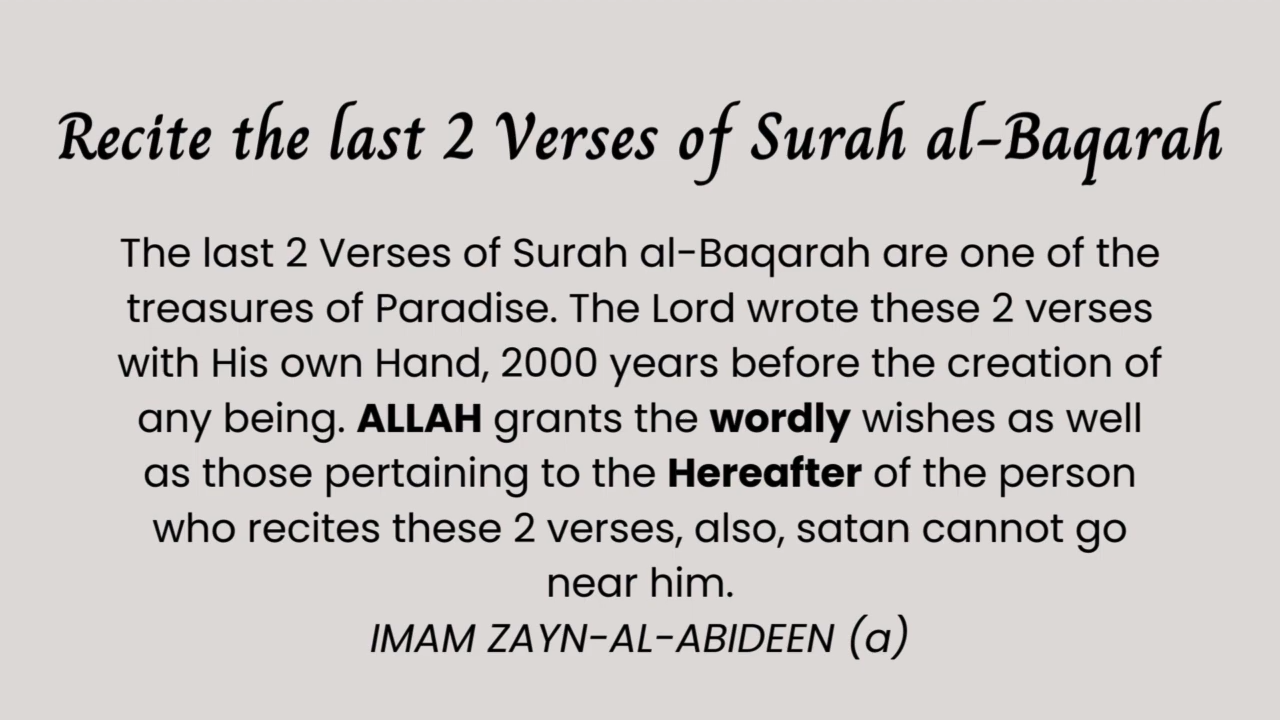 Recite the last 2 Verses of Surah al-Baqarah
The last 2 Verses of Surah al-Baqarah are one of the
treasures of Paradise. The Lord wrote these 2 verses
with His own Hand, 2000 years before the creation of
any being. ALLAH grants the wordly wishes as well
as those pertaining to the Hereafter of the person
who recites these 2 verses, also, satan cannot go
near him.
IMAM ZAYN-AL-ABIDEEN (a)